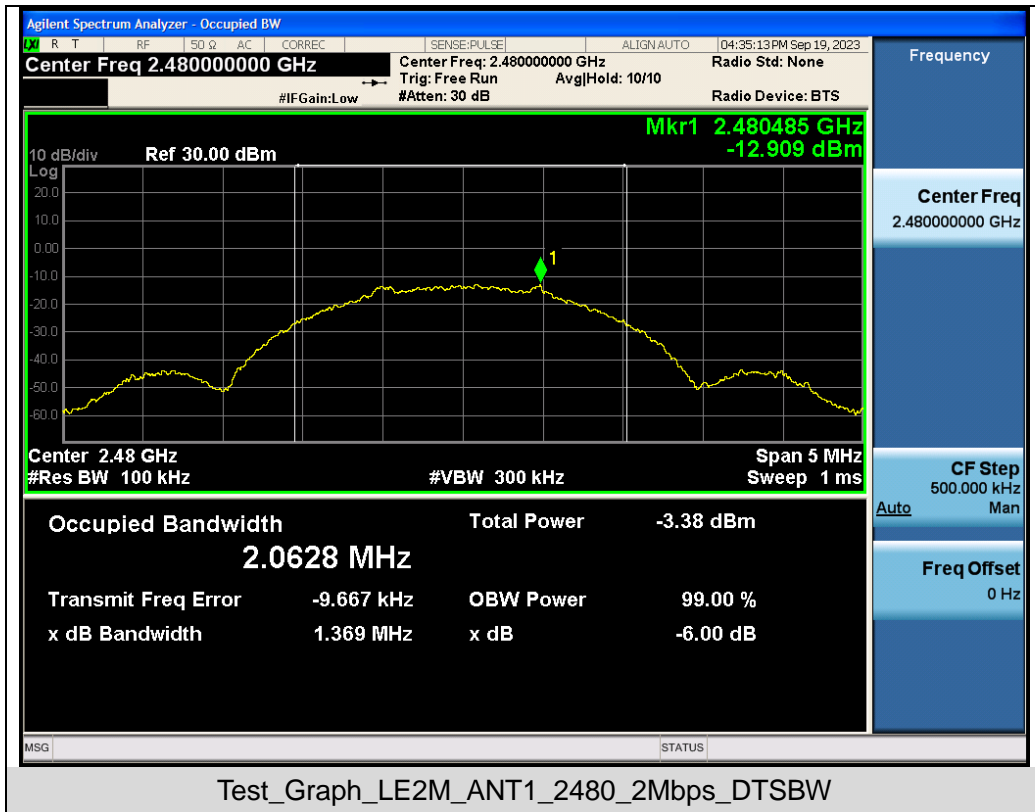 Agilent Spectrum Analyzer - Occupied BW
LXI R T RF 50 Ω AC CORREC SENSE:PULSE ALIGN AUTO 04:35:13 PM Sep 19, 2023
Center Freq 2.480000000 GHz
Center Freq: 2.480000000 GHz Radio Std: None
Trig: Free Run Avg|Hold: 10/10
#IFGain:Low #Atten: 30 dB Radio Device: BTS
Mkr1 2.480485 GHz
-12.909 dBm
10 dB/div Ref 30.00 dBm
Log
20.0
10.0
0.00
1
-10.0
-20.0
-30.0
-40.0
-50.0
-60.0
Center 2.48 GHz Span 5 MHz
#Res BW 100 kHz #VBW 300 kHz Sweep 1 ms
Occupied Bandwidth Total Power -3.38 dBm
2.0628 MHz
Transmit Freq Error -9.667 kHz OBW Power 99.00 %
x dB Bandwidth 1.369 MHz x dB -6.00 dB
Frequency
Center Freq
2.480000000 GHz
CF Step
500.000 kHz
Auto Man
Freq Offset
0 Hz
MSG STATUS
Test_Graph_LE2M_ANT1_2480_2Mbps_DTSBW